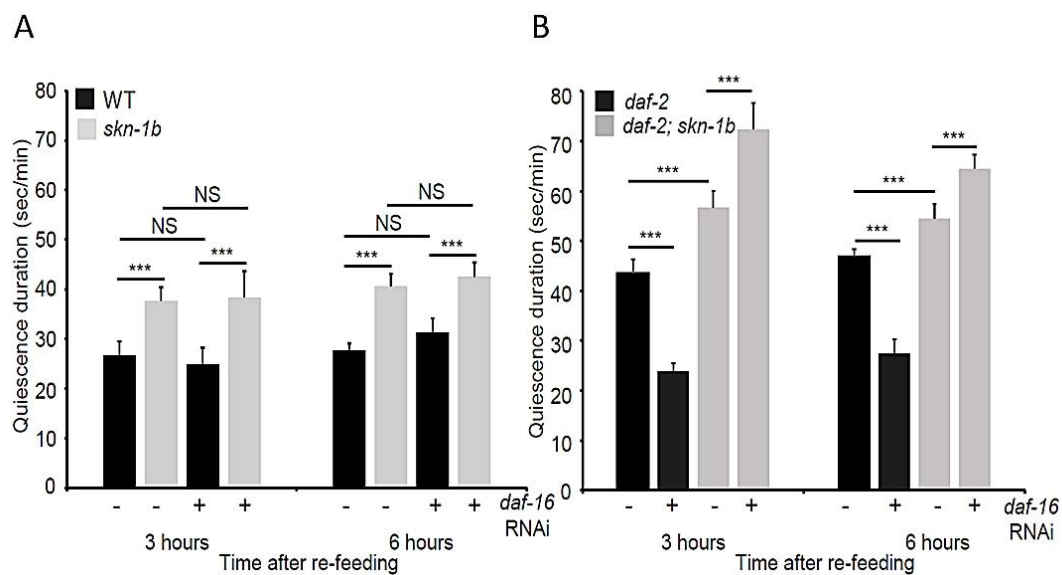 A
B
Quiescence duration (sec/min)
80
70
60
50
40
30
20
10
0
WT
skn-1b
NS
NS
***
***
NS
NS
***
***
- - + +
- - + +
daf-16
RNAi
3 hours
6 hours
Time after re-feeding
Quiescence duration (sec/min)
80
70
60
50
40
30
20
10
0
daf-2
daf-2; skn-1b
***
***
***
***
***
***
- + - +
- + - +
daf-16
RNAi
3 hours
6 hours
Time after re-feeding